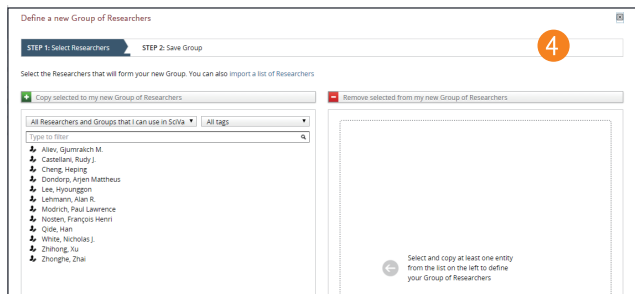 Define a new Group of Researchers
STEP 1: Select Researchers
STEP 2: Save Group
4
Select the Researchers that will form your new Group. You can also import a list of Researchers
Copy selected to my new Group of Researchers
Remove selected from my new Group of Researchers
All Researchers and Groups that I can use in SciVa
All tags
Type to filter
Aliev, Gjumrakch M.
Castellani, Rudy J.
Cheng, Heping
Dondorp, Arjen Mattheus
Lee, Hyounggon
Lehmann, Alan R.
Modrich, Paul Lawrence
Nosten, François Henri
Qide, Han
White, Nicholas J.
Zhihong, Xu
Zhonghe, Zhai
Select and copy at least one entity
from the list on the left to define
your Group of Researchers